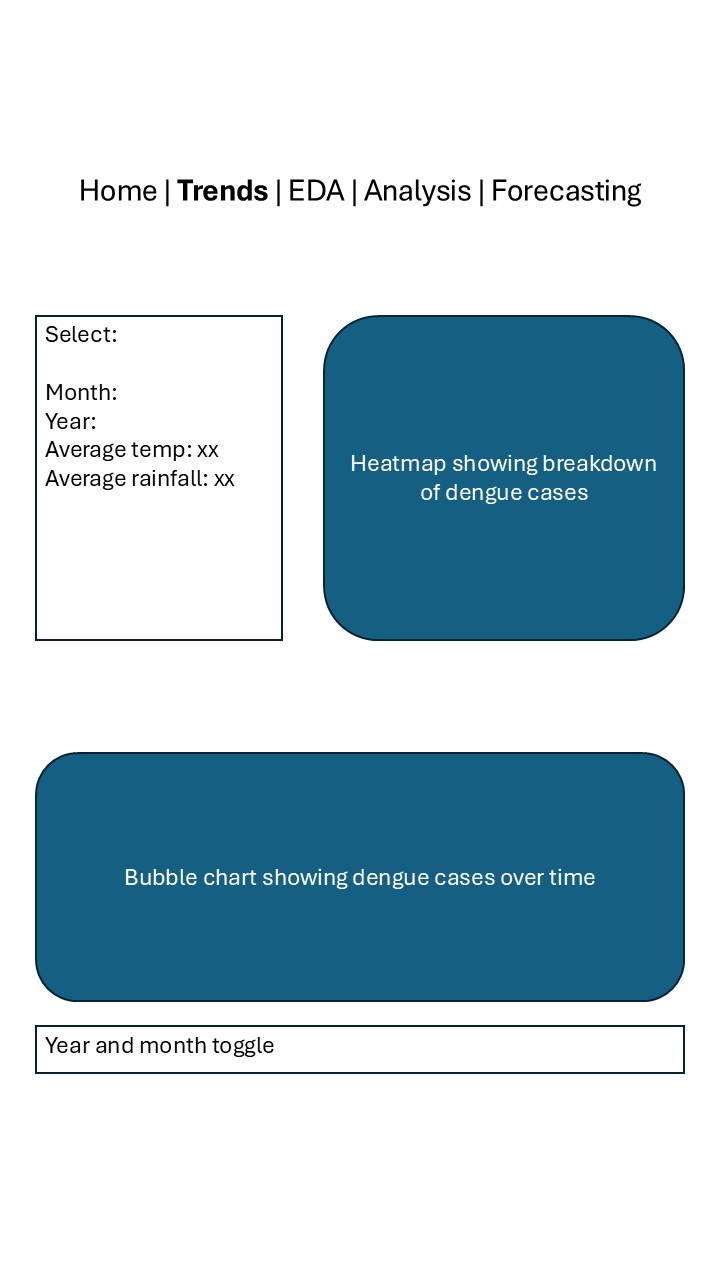 Home | Trends | EDA | Analysis | Forecasting
Select:
Month:
Year:
Average temp: xx
Average rainfall: xx
Heatmap showing breakdown
of dengue cases
Bubble chart showing dengue cases over time
Year and month toggle